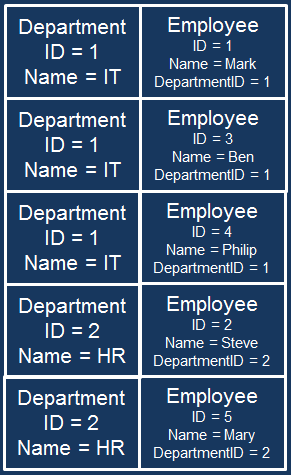 Department
ID = 1
Name = IT
Employee
ID = 1
Name = Mark
DepartmentID = 1
Department
ID = 1
Name = IT
Employee
ID = 3
Name = Ben
DepartmentID = 1
Department
ID = 1
Name = IT
Employee
ID = 4
Name = Philip
DepartmentID = 1
Department
ID = 2
Name = HR
Employee
ID = 2
Name = Steve
DepartmentID = 2
Department
ID = 2
Name = HR
Employee
ID = 5
Name = Mary
DepartmentID = 2